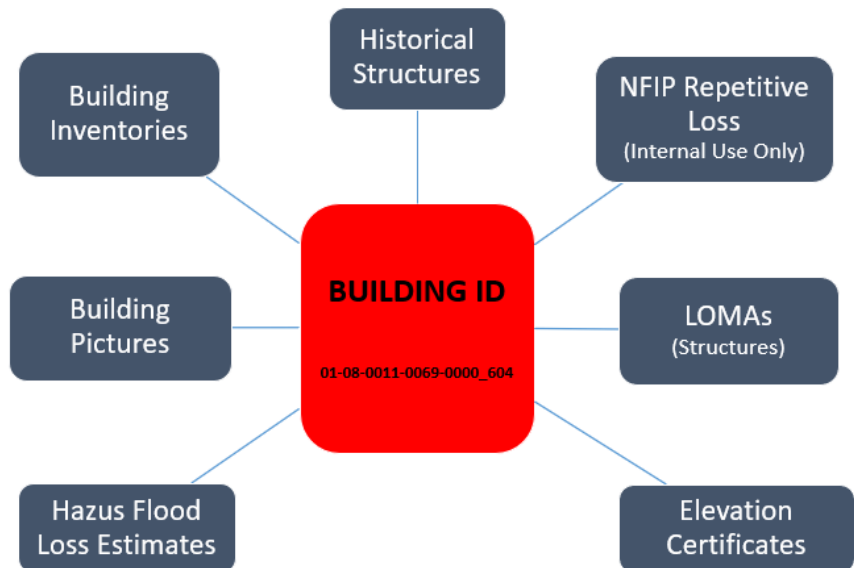 Historical
Structures
Building
Inventories
NFIP Repetitive
Loss
(Internal Use Only)
BUILDING ID
01-08-0011-0069-0000_604
Building
Pictures
LOMAs
(Structures)
Hazus Flood
Loss Estimates
Elevation
Certificates